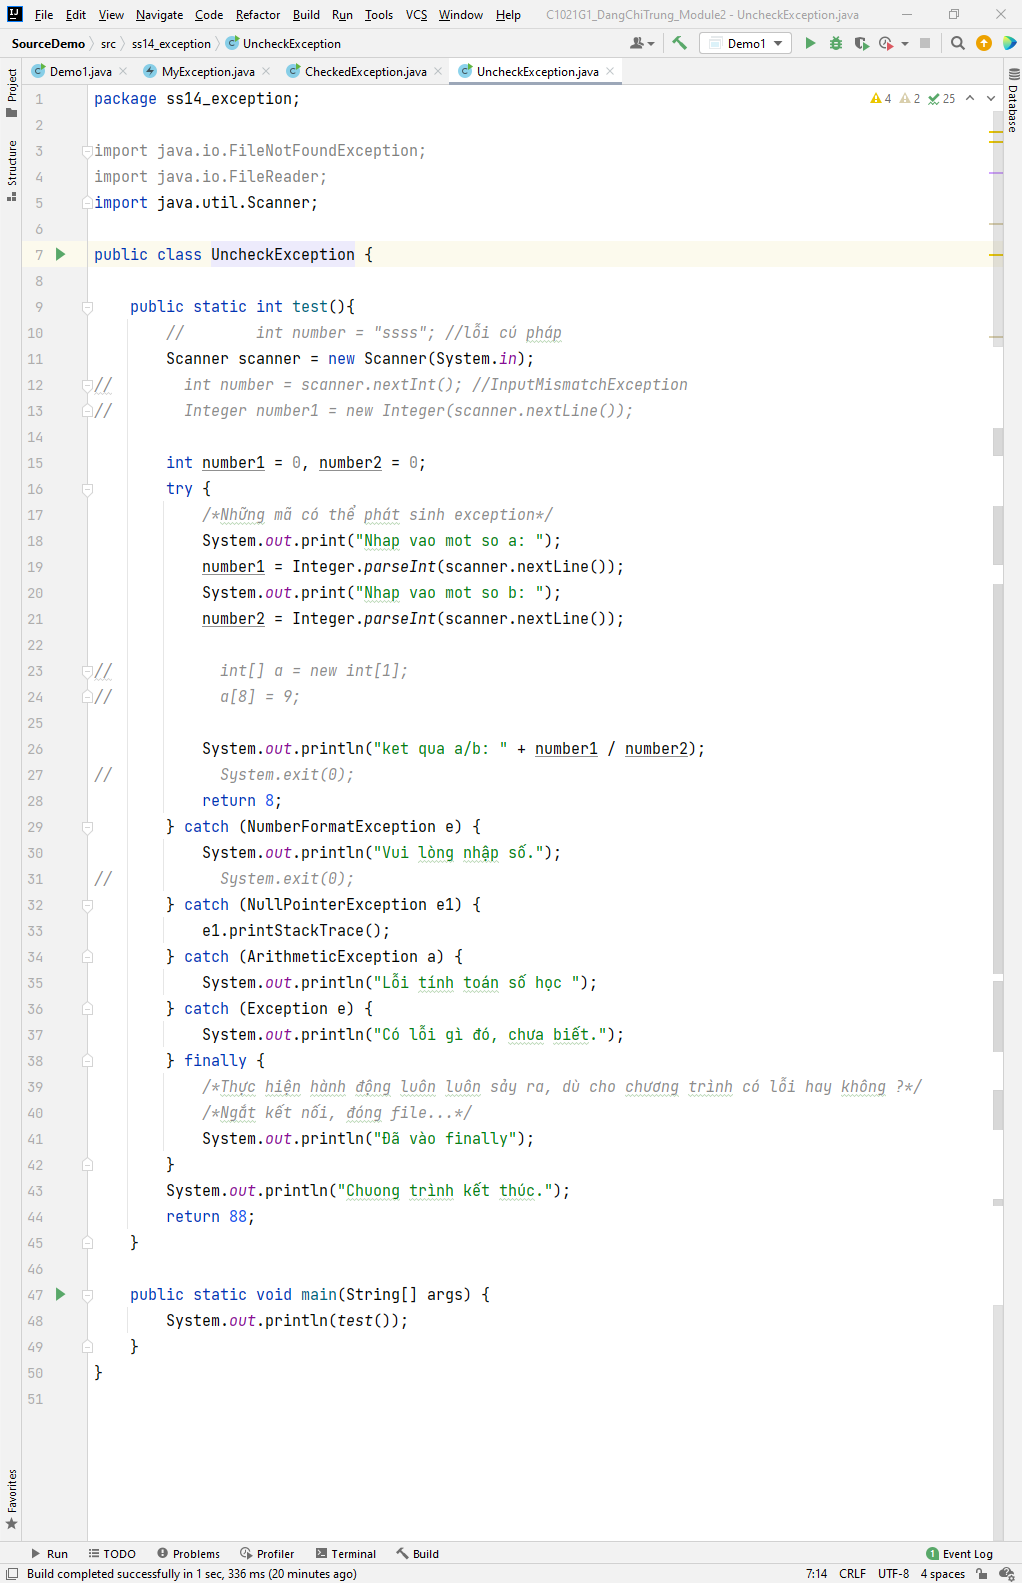 File Edit View Navigate Code Refactor Build Run Tools VCS Window Help C1021G1_DangChiTrung_Module2 - UncheckException.java
SourceDemo src ss14_exception UncheckException Demo1
Demo1.java MyException.java CheckedException.java UncheckException.java
Project
Structure
Favorites
Database
4 2 25
1 package ss14_exception;
2
3 import java.io.FileNotFoundException;
4 import java.io.FileReader;
5 import java.util.Scanner;
6
7 public class UncheckException {
8
9 public static int test(){
10 // int number = "ssss"; //lỗi cú pháp
11 Scanner scanner = new Scanner(System.in);
12 // int number = scanner.nextInt(); //InputMismatchException
13 // Integer number1 = new Integer(scanner.nextLine());
14
15 int number1 = 0, number2 = 0;
16 try {
17 /*Những mã có thể phát sinh exception*/
18 System.out.print("Nhap vao mot so a: ");
19 number1 = Integer.parseInt(scanner.nextLine());
20 System.out.print("Nhap vao mot so b: ");
21 number2 = Integer.parseInt(scanner.nextLine());
22
23 // int[] a = new int[1];
24 // a[8] = 9;
25
26 System.out.println("ket qua a/b: " + number1 / number2);
27 // System.exit(0);
28 return 8;
29 } catch (NumberFormatException e) {
30 System.out.println("Vui lòng nhập số.");
31 // System.exit(0);
32 } catch (NullPointerException e1) {
33 e1.printStackTrace();
34 } catch (ArithmeticException a) {
35 System.out.println("Lỗi tính toán số học ");
36 } catch (Exception e) {
37 System.out.println("Có lỗi gì đó, chưa biết.");
38 } finally {
39 /*Thực hiện hành động luôn luôn sảy ra, dù cho chương trình có lỗi hay không ?*/
40 /*Ngắt kết nối, đóng file...*/
41 System.out.println("Đã vào finally");
42 }
43 System.out.println("Chuong trình kết thúc.");
44 return 88;
45 }
46
47 public static void main(String[] args) {
48 System.out.println(test());
49 }
50 }
51
Run TODO Problems Profiler Terminal Build 1 Event Log
Build completed successfully in 1 sec, 336 ms (20 minutes ago) 7:14 CRLF UTF-8 4 spaces